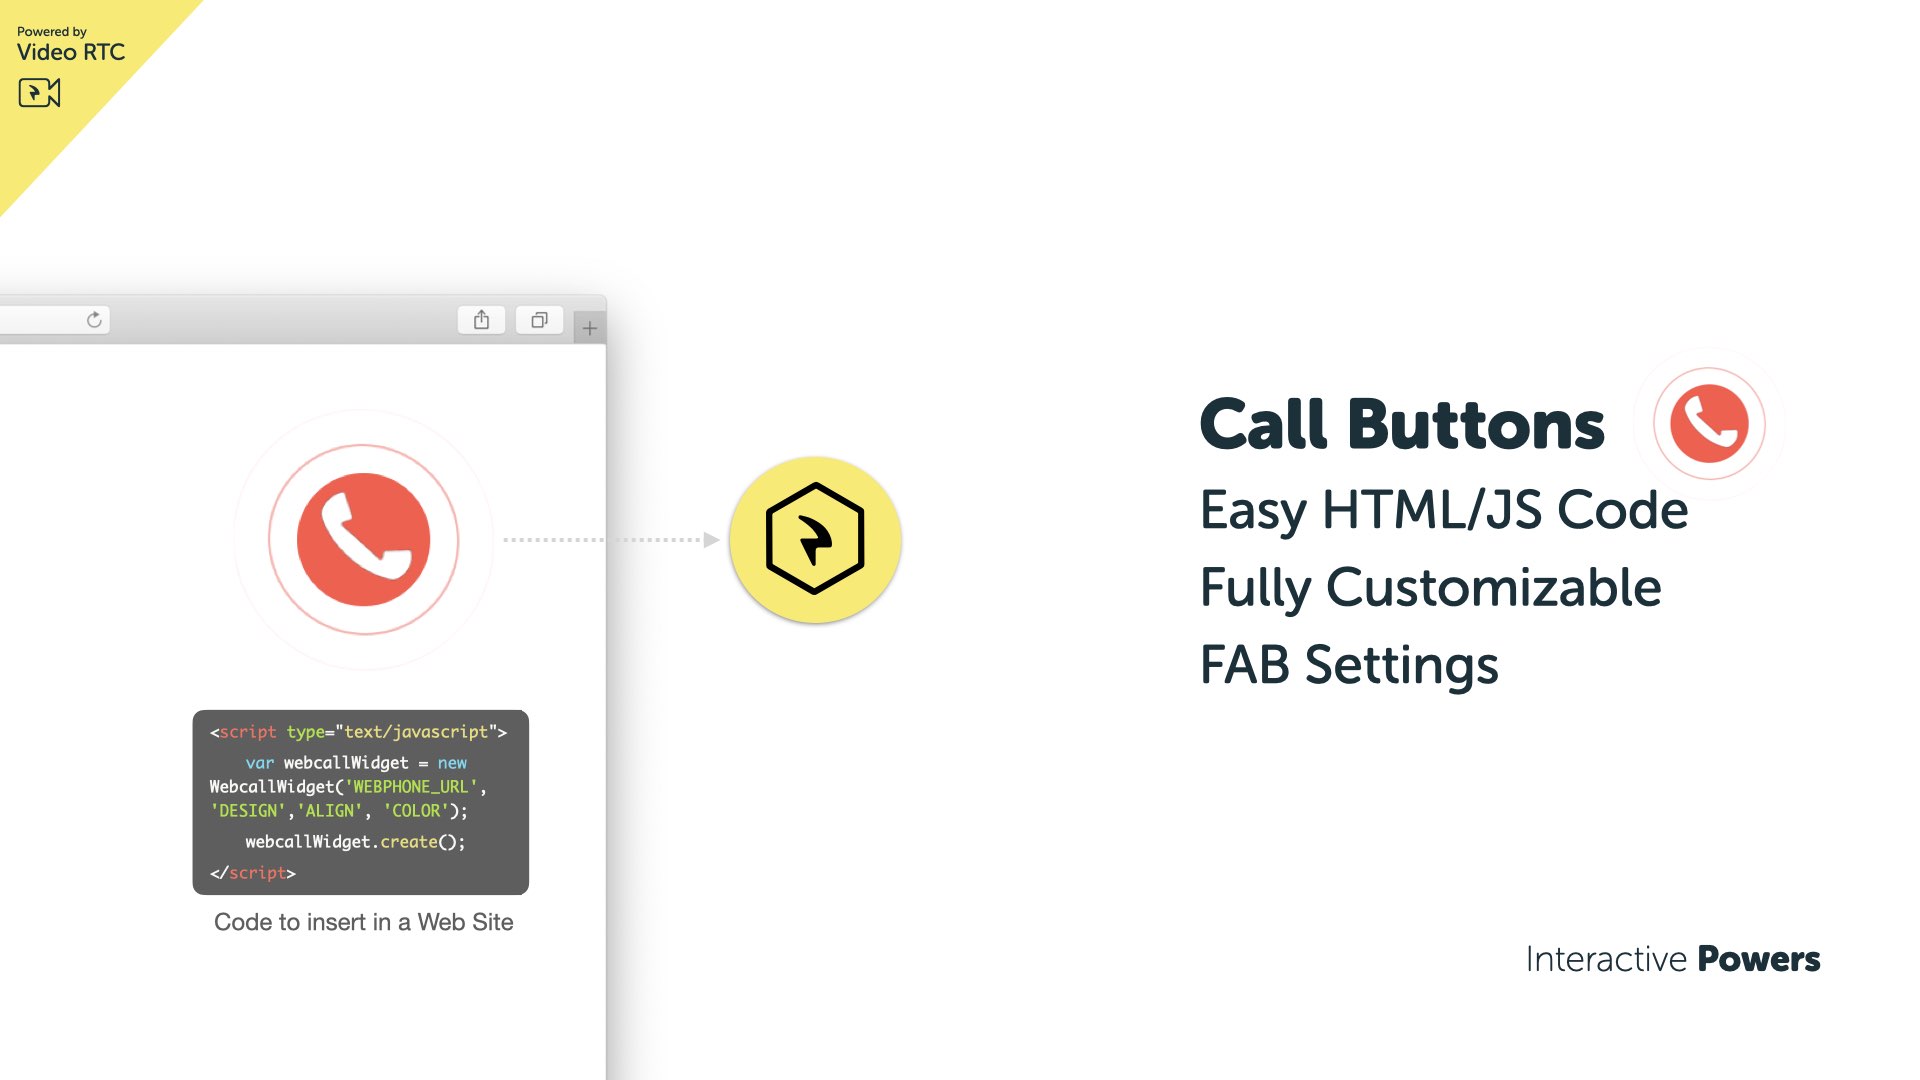 Powered by
Video RTC
<script type="text/javascript">
var webcallWidget = new
WebcallWidget('WEBPHONE_URL',
'DESIGN','ALIGN', 'COLOR');
webcallWidget.create();
</script>
Code to insert in a Web Site
Call Buttons
Easy HTML/JS Code
Fully Customizable
FAB Settings
Interactive Powers